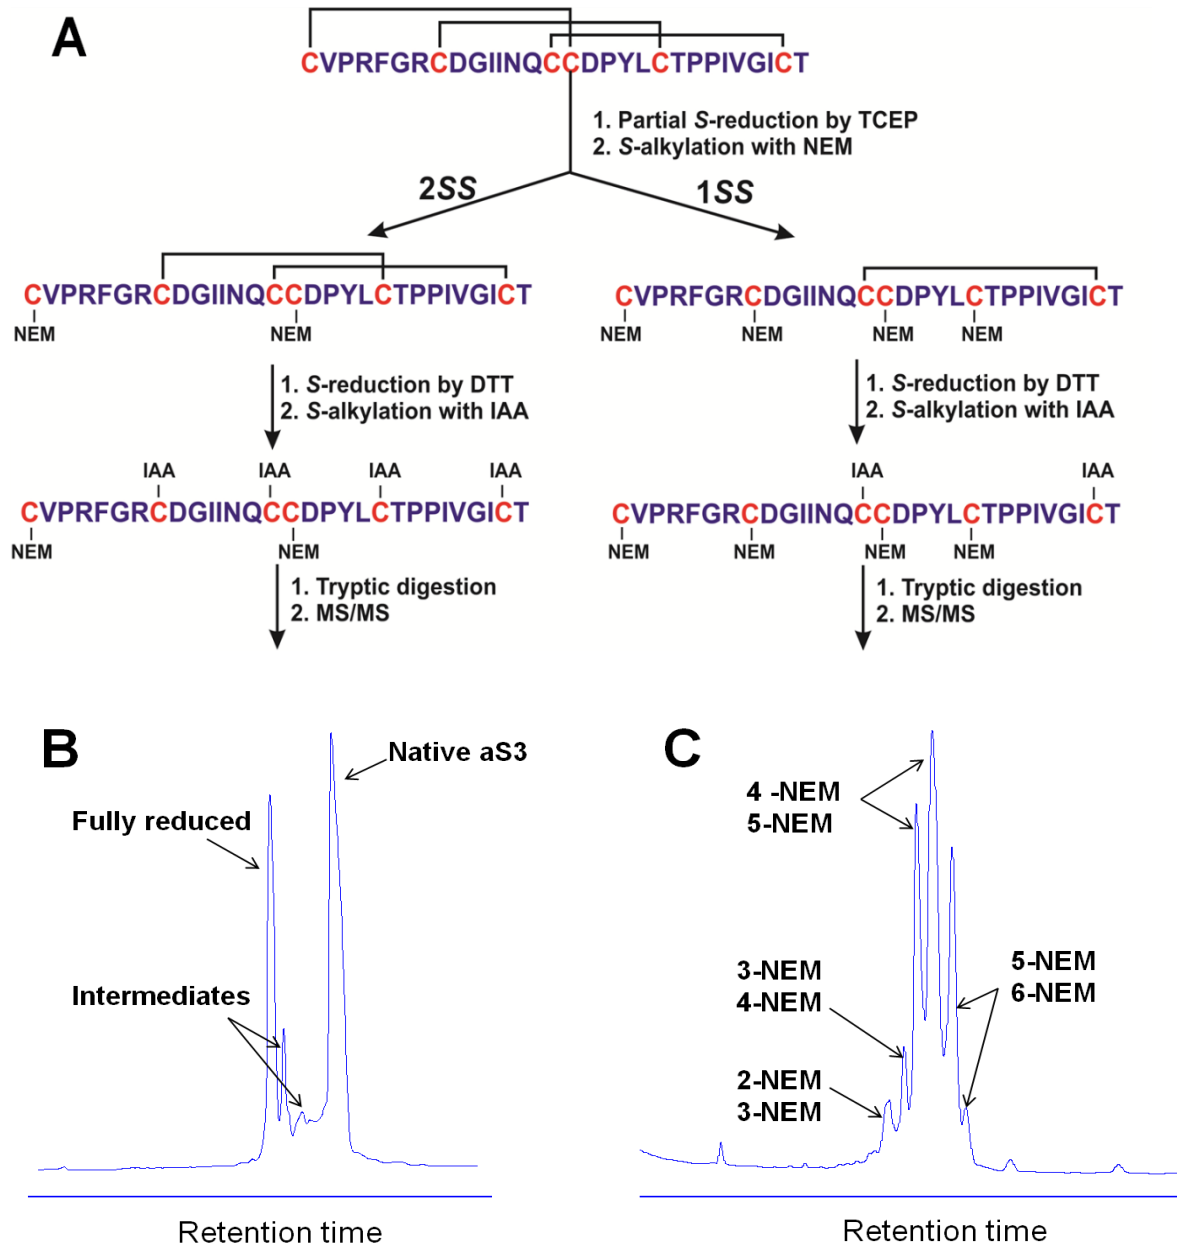 A
CVPRFGRCDGIINQCCDPYLCTPPIVGICT
1. Partial S-reduction by TCEP
2. S-alkylation with NEM
2SS
1SS
CVPRFGRCDGIINQCCDPYLCTPPIVGICT
NEM NEM
CVPRFGRCDGIINQCCDPYLCTPPIVGICT
NEM NEM NEM NEM
1. S-reduction by DTT
2. S-alkylation with IAA
1. S-reduction by DTT
2. S-alkylation with IAA
IAA IAA IAA IAA
CVPRFGRCDGIINQCCDPYLCTPPIVGICT
NEM NEM
IAA IAA
CVPRFGRCDGIINQCCDPYLCTPPIVGICT
NEM NEM NEM NEM
1. Tryptic digestion
2. MS/MS
1. Tryptic digestion
2. MS/MS
B
Native aS3
Fully reduced
Intermediates
Retention time
C
4 -NEM
5-NEM
3-NEM
4-NEM
2-NEM
3-NEM
5-NEM
6-NEM
Retention time